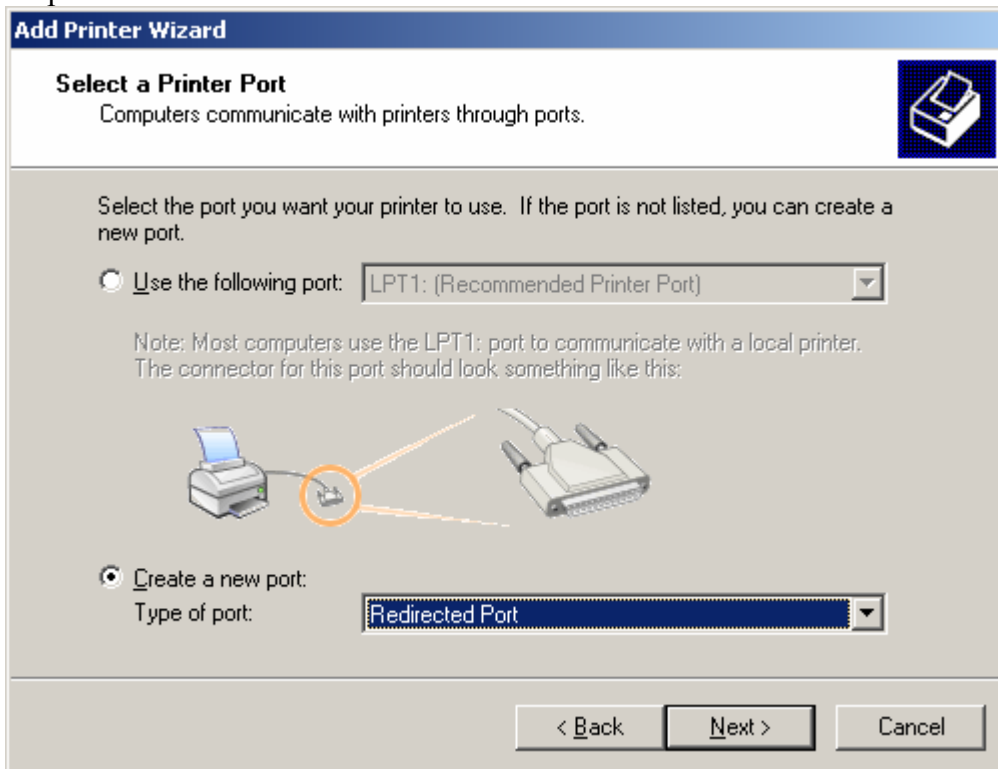 Add Printer Wizard
Select a Printer Port
Computers communicate with printers through ports.
Select the port you want your printer to use.  If the port is not listed, you can create a
new port.
Use the following port: LPT1: (Recommended Printer Port)
Note: Most computers use the LPT1: port to communicate with a local printer.
The connector for this port should look something like this:
Create a new port:
Type of port: Redirected Port
< Back Next > Cancel